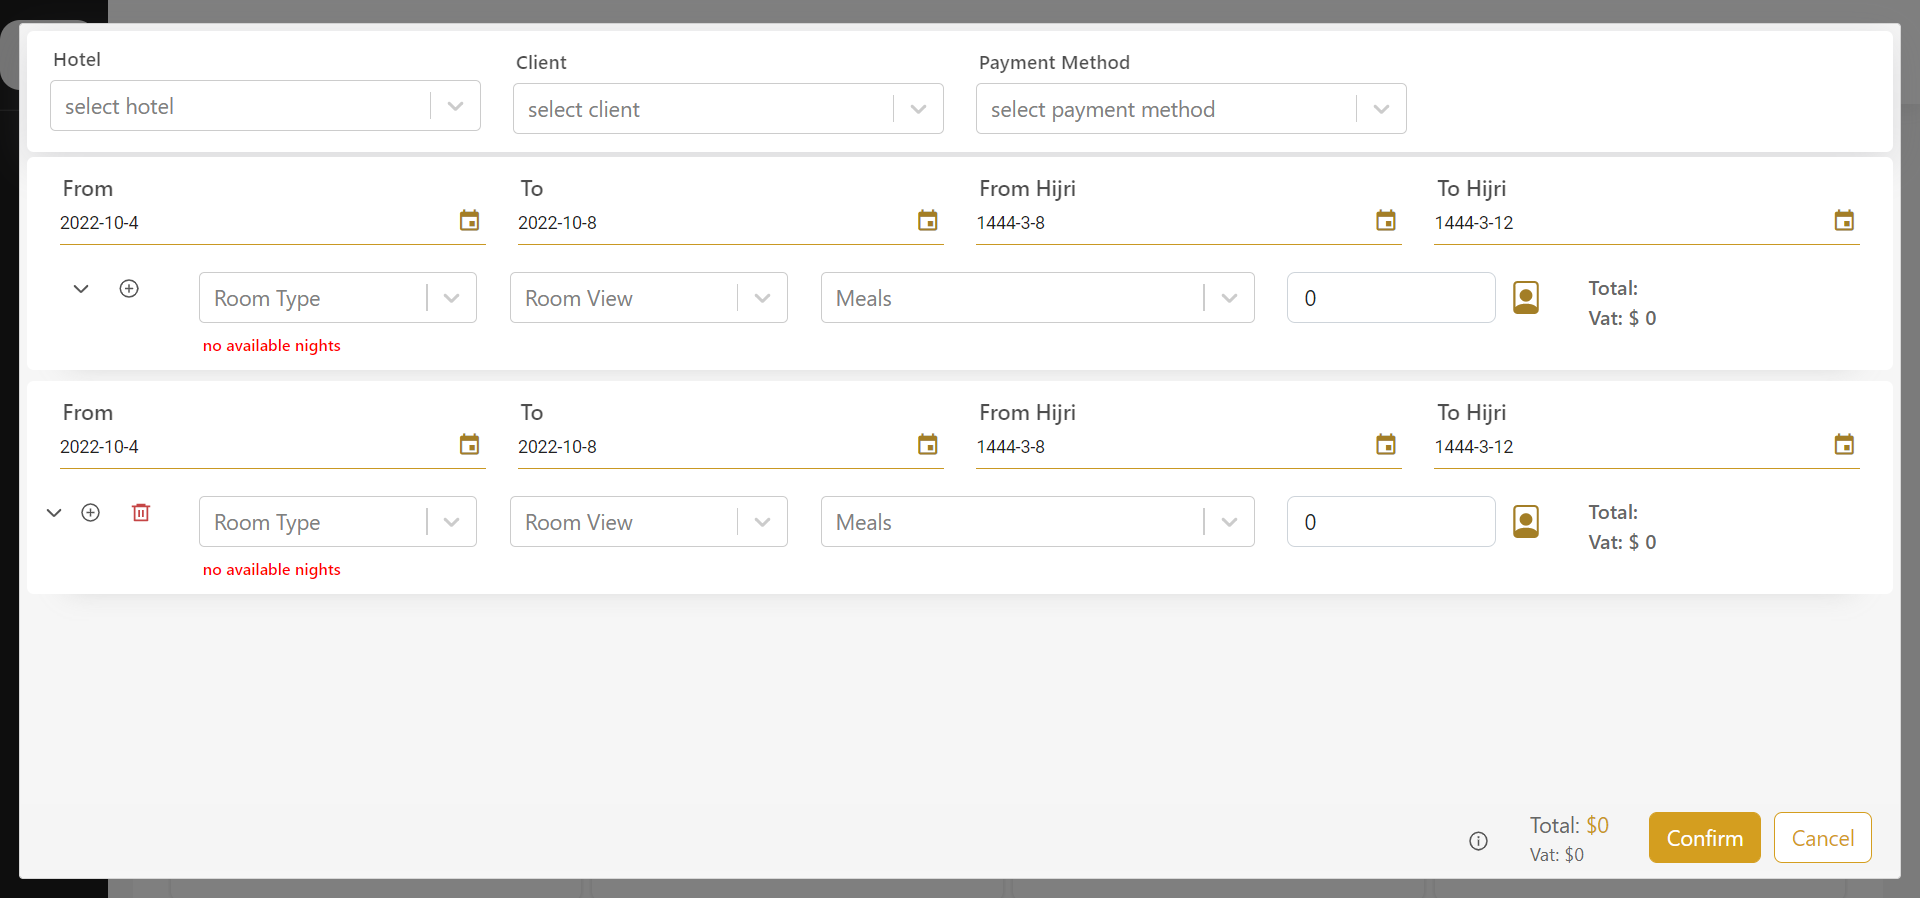 Hotel
Client
Payment Method
select hotel
select client
select payment method
From
To
From Hijri
To Hijri
2022-10-4
2022-10-8
1444-3-8
1444-3-12
Room Type
Room View
Meals
0
Total:
Vat: $ 0
no available nights
From
To
From Hijri
To Hijri
2022-10-4
2022-10-8
1444-3-8
1444-3-12
Room Type
Room View
Meals
0
Total:
Vat: $ 0
no available nights
Total: $0
Vat: $0
Confirm
Cancel